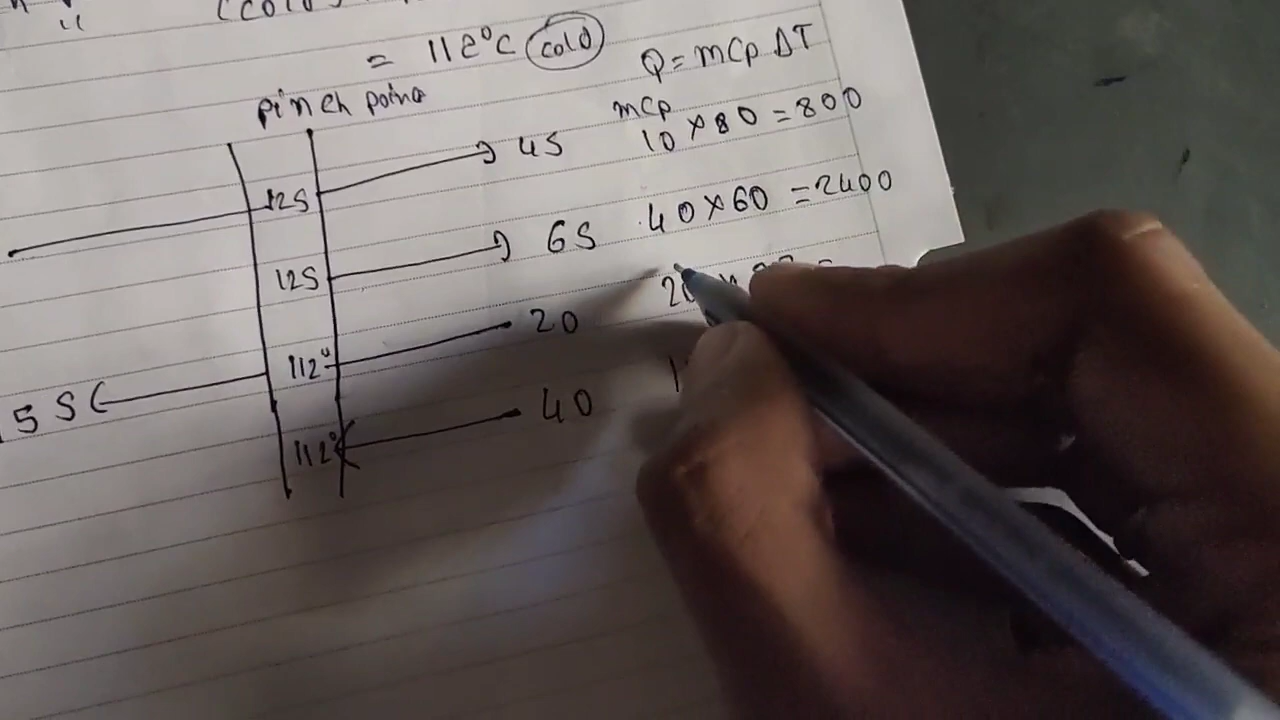 = 112°C cold
Q = mCp ΔT
pinch point
mCp
125 45 10 × 80 = 800
125 65 40 × 60 = 2400
112° 20
112° 40